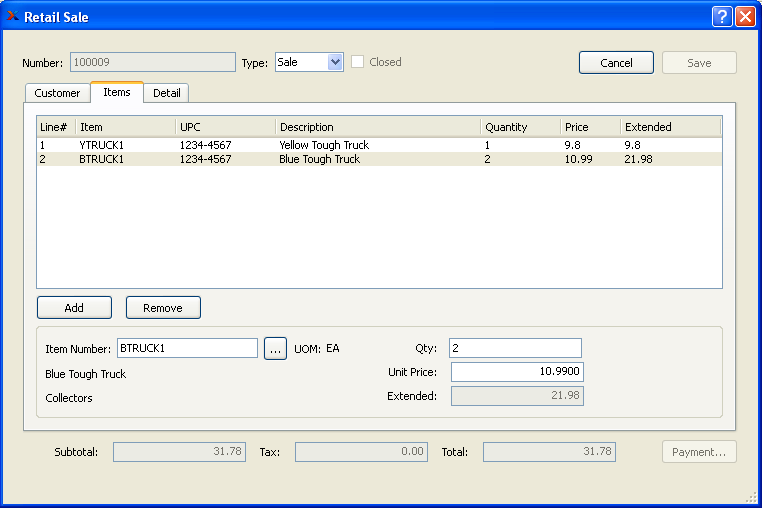 Retail Sale
Number: 100009 Type: Sale Closed Cancel Save
Customer Items Detail
Line# Item UPC Description Quantity Price Extended
1 YTRUCK1 1234-4567 Yellow Tough Truck 1 9.8 9.8
2 BTRUCK1 1234-4567 Blue Tough Truck 2 10.99 21.98
Add Remove
Item Number: BTRUCK1 ... UOM: EA Qty: 2
Blue Tough Truck Unit Price: 10.9900
Collectors Extended: 21.98
Subtotal: 31.78 Tax: 0.00 Total: 31.78 Payment...